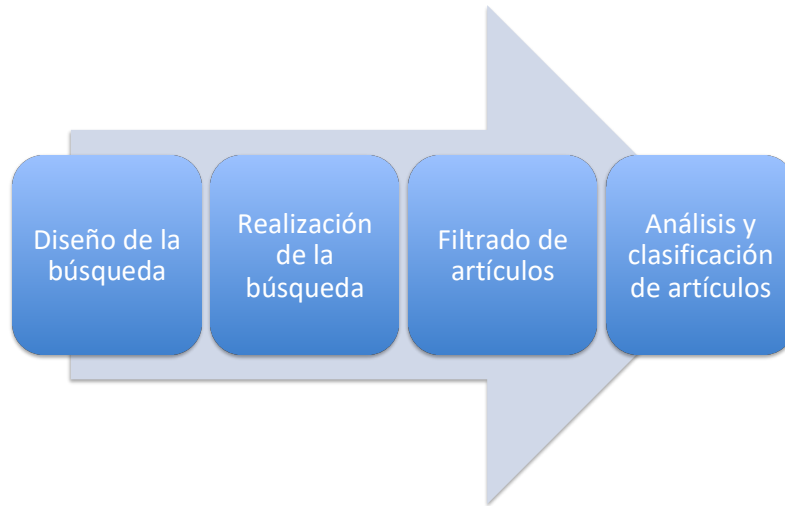 Diseño de la
búsqueda
Realización
de la
búsqueda
Filtrado de
artículos
Análisis y
clasificación
de artículos